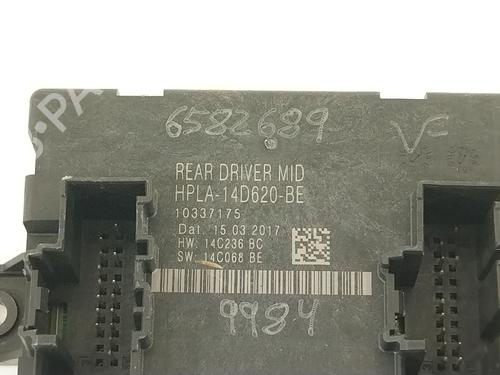 6582689
VC
REAR DRIVER MID
HPLA-14D620-BE
10337175
Dat. 15.03.2017
HW: 14C236 BC
SW: 14C068 BE
9984